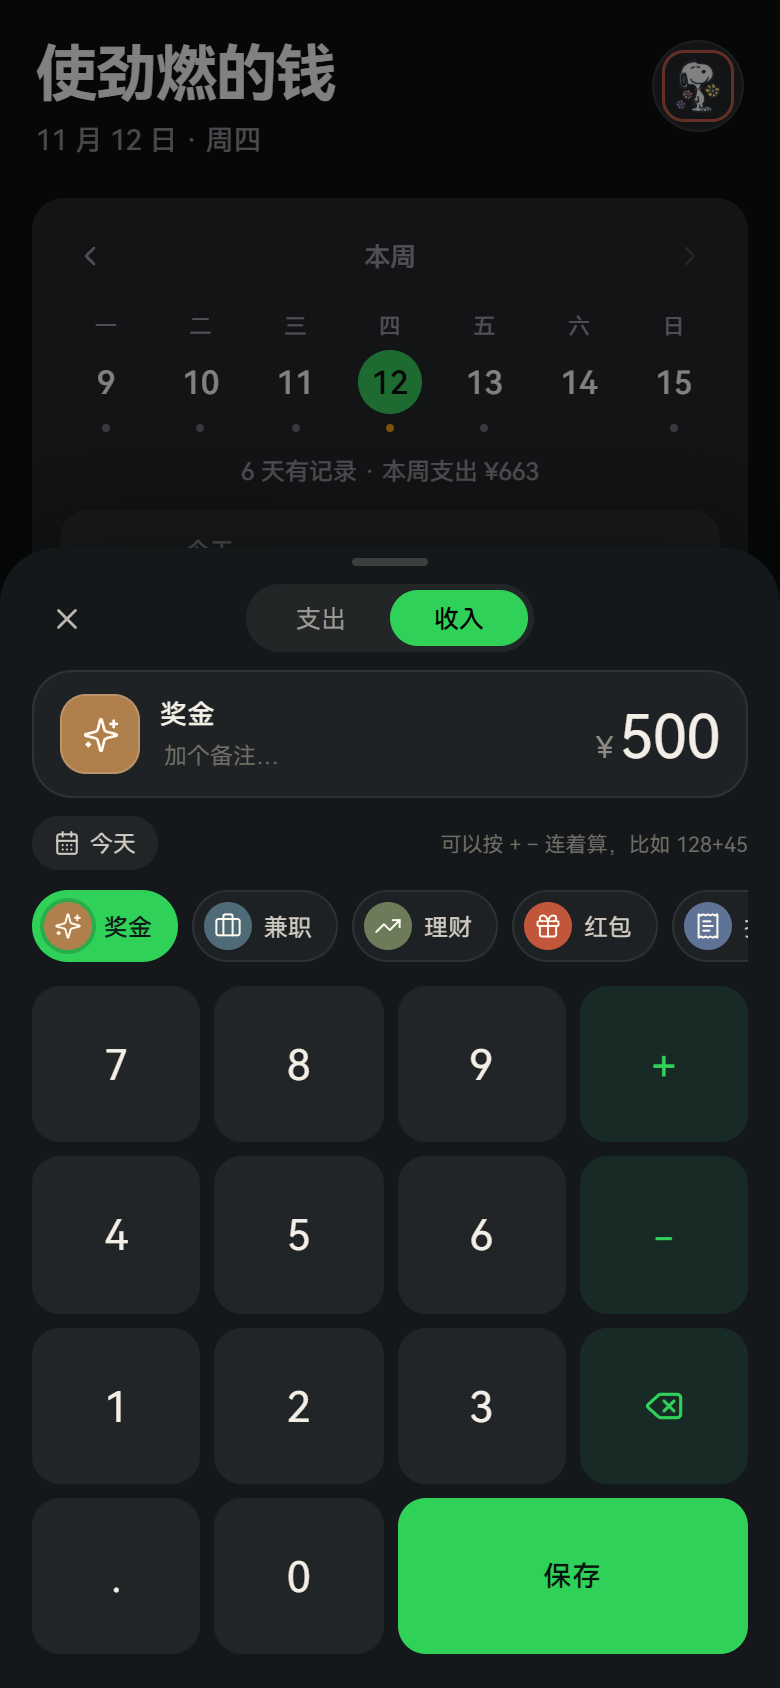 使劲燃的钱
11 月 12 日 · 周四
本周
一 二 三 四 五 六 日
9 10 11 12 13 14 15
6 天有记录 · 本周支出 ¥663
今天
支出 收入
奖金
加个备注...
¥500
今天
可以按 + − 连着算，比如 128+45
奖金 兼职 理财 红包
7 8 9 +
4 5 6 −
1 2 3
. 0 保存